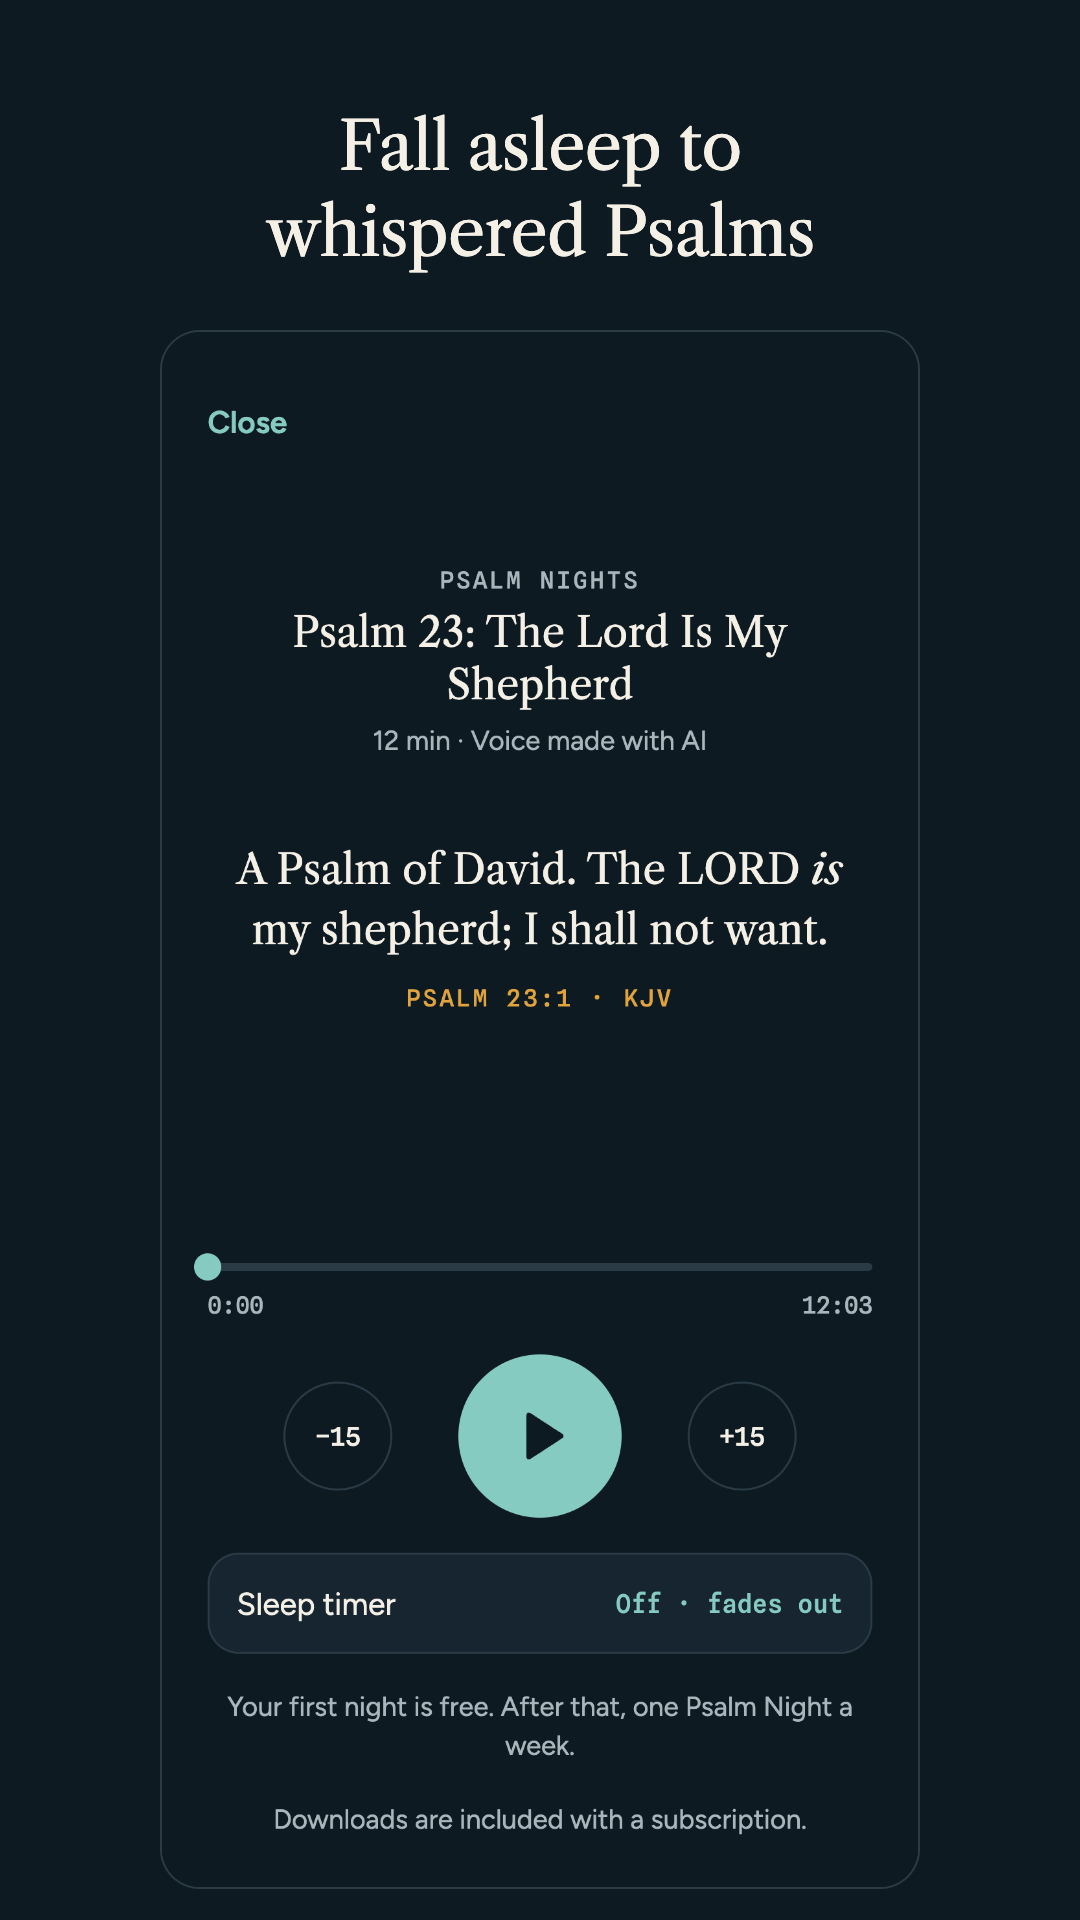 Fall asleep to
whispered Psalms
Close
PSALM NIGHTS
Psalm 23: The Lord Is My
Shepherd
12 min · Voice made with AI
A Psalm of David. The LORD is
my shepherd; I shall not want.
PSALM 23:1 · KJV
0:00 12:03
−15 +15
Sleep timer Off · fades out
Your first night is free. After that, one Psalm Night a
week.
Downloads are included with a subscription.